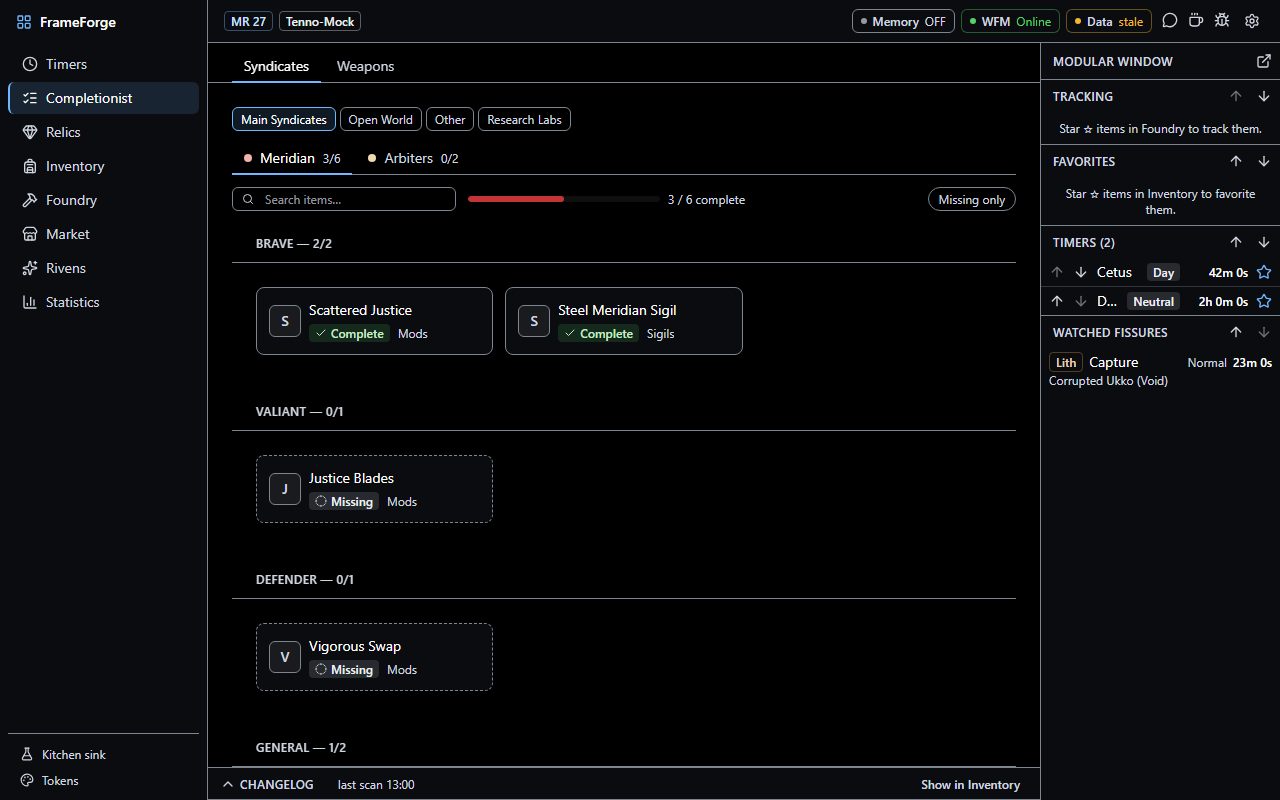 FrameForge
MR 27
Tenno-Mock
Memory OFF
WFM Online
Data stale
Timers
Completionist
Relics
Inventory
Foundry
Market
Rivens
Statistics
Kitchen sink
Tokens
Syndicates
Weapons
Main Syndicates
Open World
Other
Research Labs
Meridian 3/6
Arbiters 0/2
Search items...
3 / 6 complete
Missing only
BRAVE — 2/2
S
Scattered Justice
Complete Mods
S
Steel Meridian Sigil
Complete Sigils
VALIANT — 0/1
J
Justice Blades
Missing Mods
DEFENDER — 0/1
V
Vigorous Swap
Missing Mods
GENERAL — 1/2
CHANGELOG
last scan 13:00
Show in Inventory
MODULAR WINDOW
TRACKING
Star ☆ items in Foundry to track them.
FAVORITES
Star ☆ items in Inventory to favorite
them.
TIMERS (2)
Cetus Day 42m 0s
D... Neutral 2h 0m 0s
WATCHED FISSURES
Lith Capture Normal 23m 0s
Corrupted Ukko (Void)